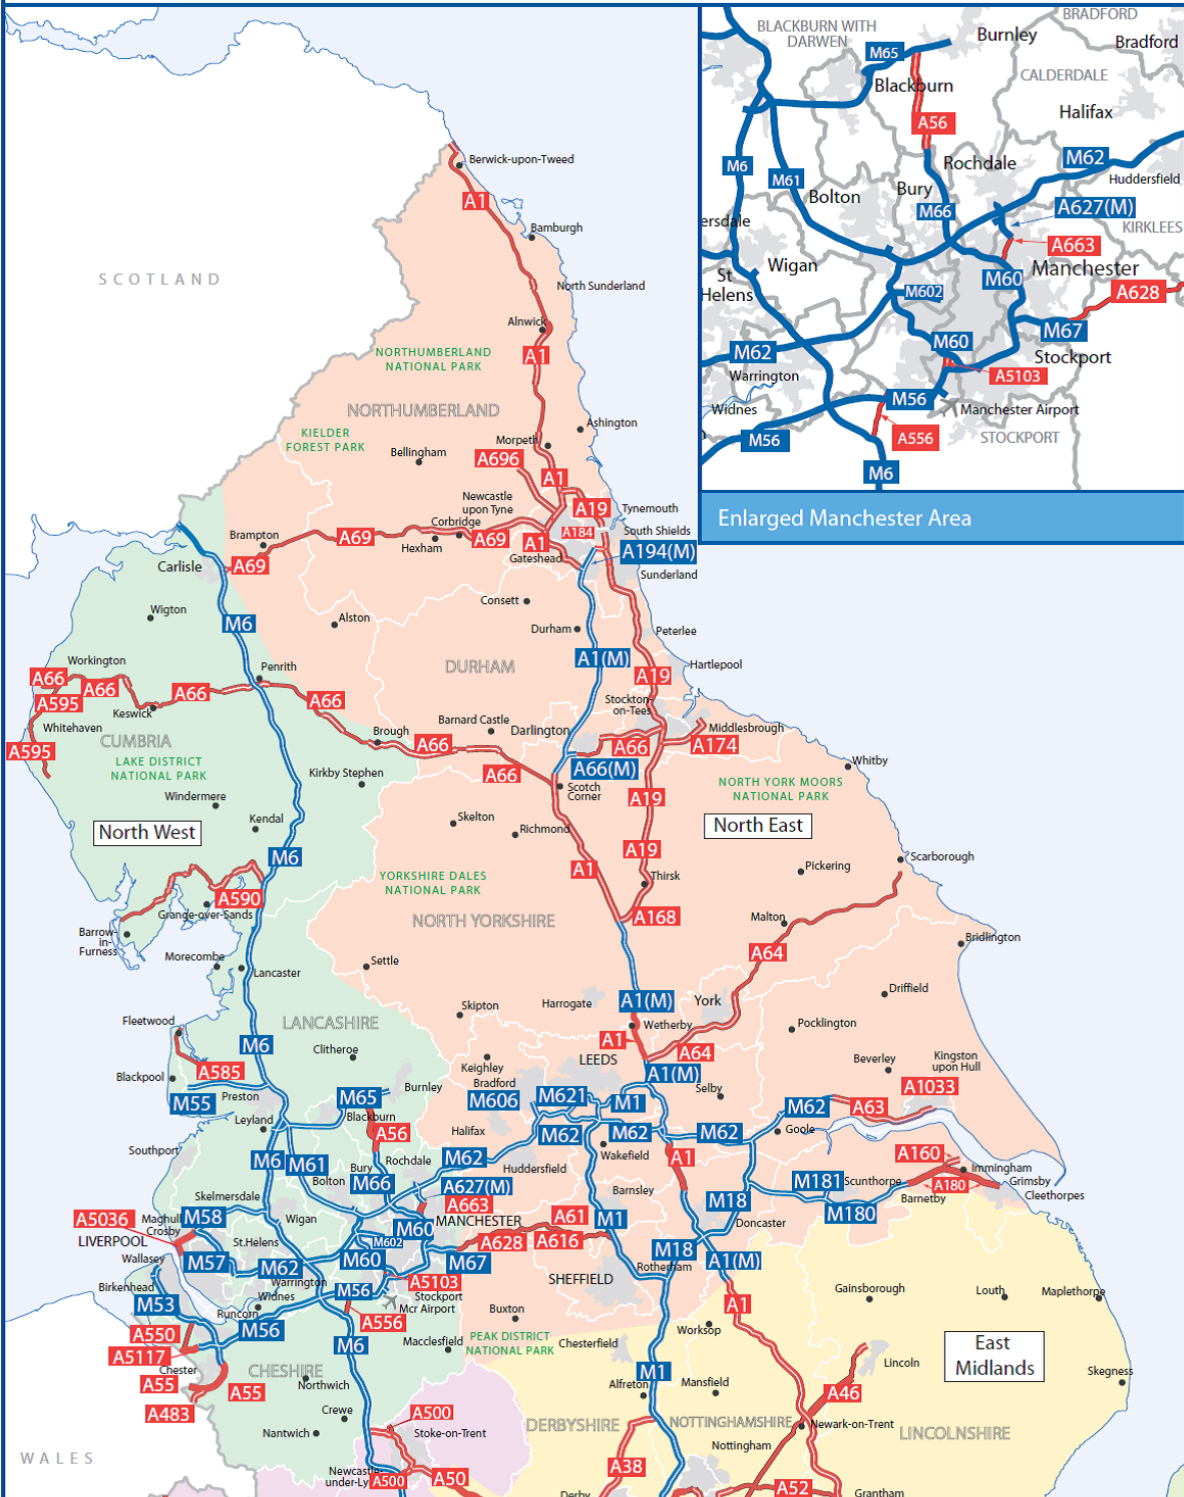 BLACKBURN WITH
DARWEN
BRADFORD
Burnley
Bradford
M65
Blackburn
CALDERDALE
Halifax
A56
Rochdale
M62
M6
M61
Huddersfield
Bolton
Bury
M66
A627(M)
ersdale
KIRKLEES
A663
Wigan
Manchester
St
Helens
M60
M602
A628
M67
M60
M62
Stockport
Warrington
A5103
Widnes
M56
Manchester Airport
M56
A556
STOCKPORT
M6
Enlarged Manchester Area
Berwick-upon-Tweed
A1
Bamburgh
SCOTLAND
North Sunderland
Alnwick
NORTHUMBERLAND
NATIONAL PARK
A1
NORTHUMBERLAND
Ashington
KIELDER
FOREST PARK
Morpeth
Bellingham
A696
A1
Newcastle
upon Tyne
A19
Tynemouth
Corbridge
Brampton
A69
A69
A184
South Shields
Hexham
A1
A194(M)
Gateshead
Carlisle
A69
Sunderland
Consett
Wigton
Alston
M6
Durham
Peterlee
A1(M)
Workington
Penrith
DURHAM
Hartlepool
A66
A66
A66
A19
A595
Keswick
A66
Stockton-
on-Tees
Whitehaven
Barnard Castle
Darlington
Middlesbrough
CUMBRIA
Brough
A66
A66
A174
A595
LAKE DISTRICT
NATIONAL PARK
Kirkby Stephen
A66
A66(M)
Whitby
Scotch
Corner
NORTH YORK MOORS
NATIONAL PARK
Windermere
A19
Kendal
Skelton
North West
Richmond
North East
M6
A19
Scarborough
YORKSHIRE DALES
NATIONAL PARK
A1
Thirsk
Pickering
A590
Grange-over-Sands
NORTH YORKSHIRE
A168
Malton
Barrow-
in-
Furness
Bridlington
Morecambe
Settle
A64
Lancaster
Driffield
Skipton
Harrogate
A1(M)
York
Fleetwood
LANCASHIRE
Wetherby
Pocklington
M6
A1
Clitheroe
LEEDS
A64
Beverley
Kingston
upon Hull
Keighley
A585
Blackpool
Bradford
A1(M)
Burnley
Selby
A1033
Preston
M65
M606
M621
M1
M62
A63
M55
Blackburn
Leyland
A56
Halifax
M62
M62
M62
Goole
Southport
M6
M61
Bury
Rochdale
M62
Wakefield
A1
A160
Immingham
Bolton
M66
A627(M)
Huddersfield
M181
Scunthorpe
A180
Grimsby
Skelmersdale
A663
Barnsley
M18
Barnetby
Cleethorpes
A5036
Maghull
M58
Wigan
M60
MANCHESTER
A61
M1
M180
Crosby
Doncaster
LIVERPOOL
St.Helens
M602
A628
A616
Wallasey
M57
M62
M60
M67
M18
A1(M)
Birkenhead
Warrington
A5103
Rotherham
M53
Widnes
M56
Stockport
SHEFFIELD
Gainsborough
Louth
Maplethorpe
Runcorn
Mcr Airport
A550
M56
A556
Buxton
A1
A5117
M6
Macclesfield
PEAK DISTRICT
NATIONAL PARK
Chesterfield
Worksop
East
Midlands
Chester
CHESHIRE
M1
Lincoln
A55
A55
Northwich
Alfreton
Mansfield
Skegness
A483
Crewe
A500
A46
DERBYSHIRE
NOTTINGHAMSHIRE
Newark-on-Trent
Nantwich
Stoke-on-Trent
LINCOLNSHIRE
WALES
Nottingham
Newcastle-
under-Ly
A500
A50
A38
A52
Derby
Grantham